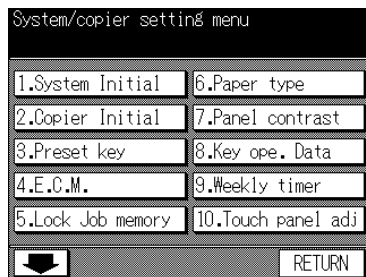 System/copier setting menu
1.System Initial
2.Copier Initial
3.Preset key
4.E.C.M.
5.Lock Job memory
6.Paper type
7.Panel contrast
8.Key ope. Data
9.Weekly timer
10.Touch panel adj
RETURN